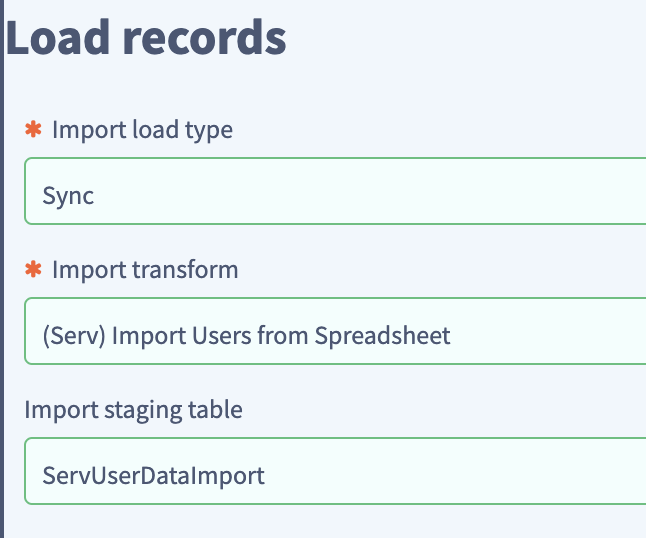 Load records
✱ Import load type
Sync
✱ Import transform
(Serv) Import Users from Spreadsheet
Import staging table
ServUserDataImport